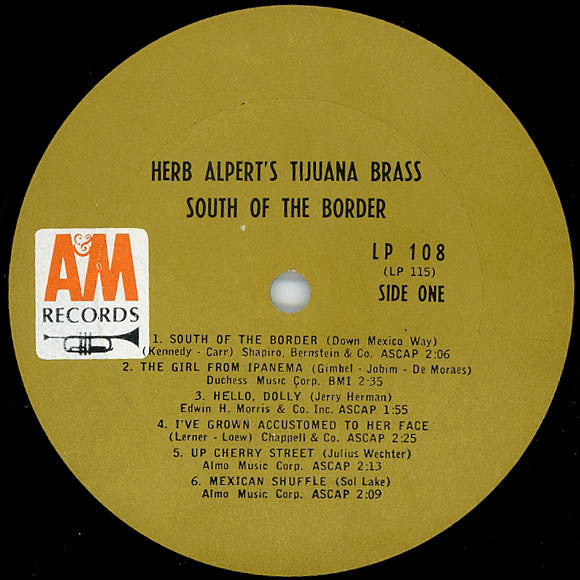 HERB ALPERT'S TIJUANA BRASS
SOUTH OF THE BORDER
A&M
RECORDS
LP 108
(LP 115)
SIDE ONE
1. SOUTH OF THE BORDER (Down Mexico Way)
(Kennedy - Carr) Shapiro, Bernstein & Co. ASCAP 2:06
2. THE GIRL FROM IPANEMA (Gimbel - Jobim - De Moraes)
Duchess Music Corp. BMI 2:35
3. HELLO, DOLLY (Jerry Herman)
Edwin H. Morris & Co. Inc. ASCAP 1:55
4. I'VE GROWN ACCUSTOMED TO HER FACE
(Lerner - Loew) Chappell & Co. ASCAP 2:25
5. UP CHERRY STREET (Julius Wechter)
Almo Music Corp. ASCAP 2:13
6. MEXICAN SHUFFLE (Sol Lake)
Almo Music Corp. ASCAP 2:09